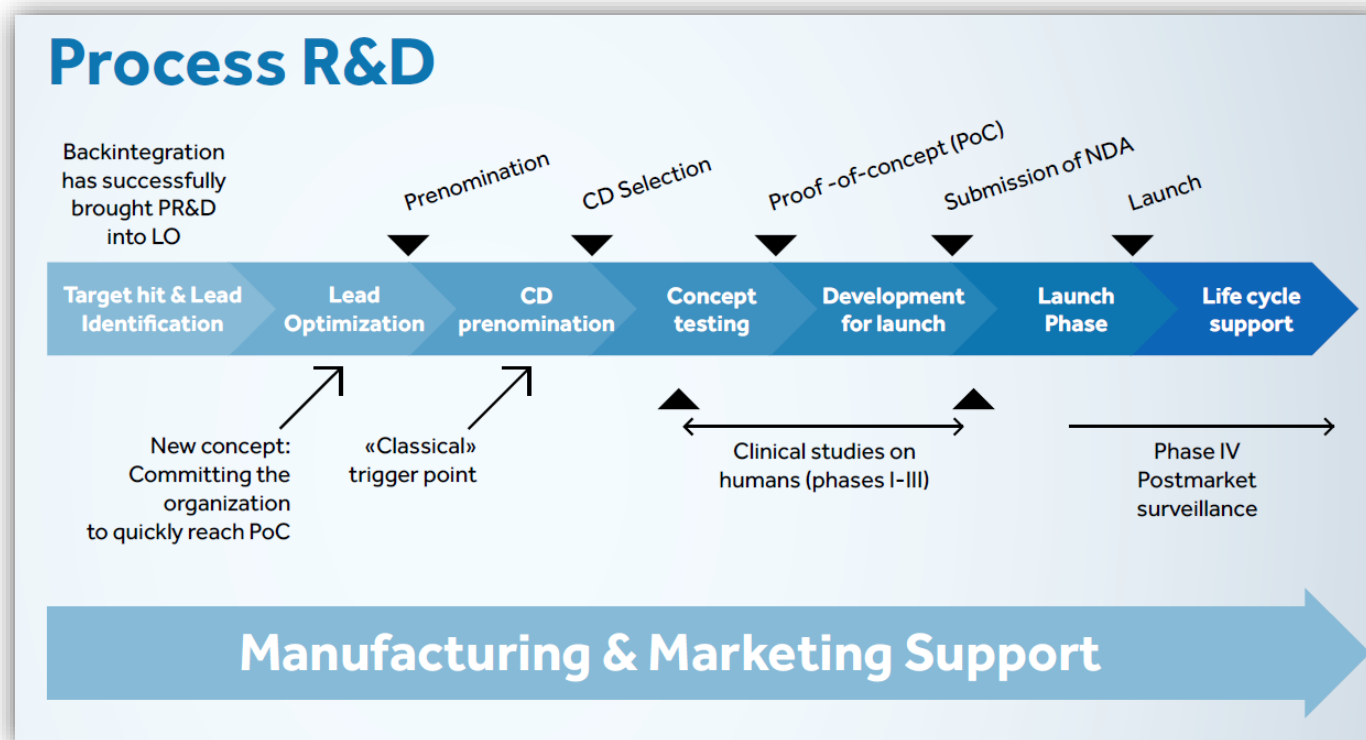 Process R&D
Backintegration
has successfully
brought PR&D
into LO
Prenomination
CD Selection
Proof -of-concept (PoC)
Submission of NDA
Launch
Target hit & Lead
Identification
Lead
Optimization
CD
prenomination
Concept
testing
Development
for launch
Launch
Phase
Life cycle
support
New concept:
Committing the
organization
to quickly reach PoC
«Classical»
trigger point
Clinical studies on
humans (phases I-III)
Phase IV
Postmarket
surveillance
Manufacturing & Marketing Support